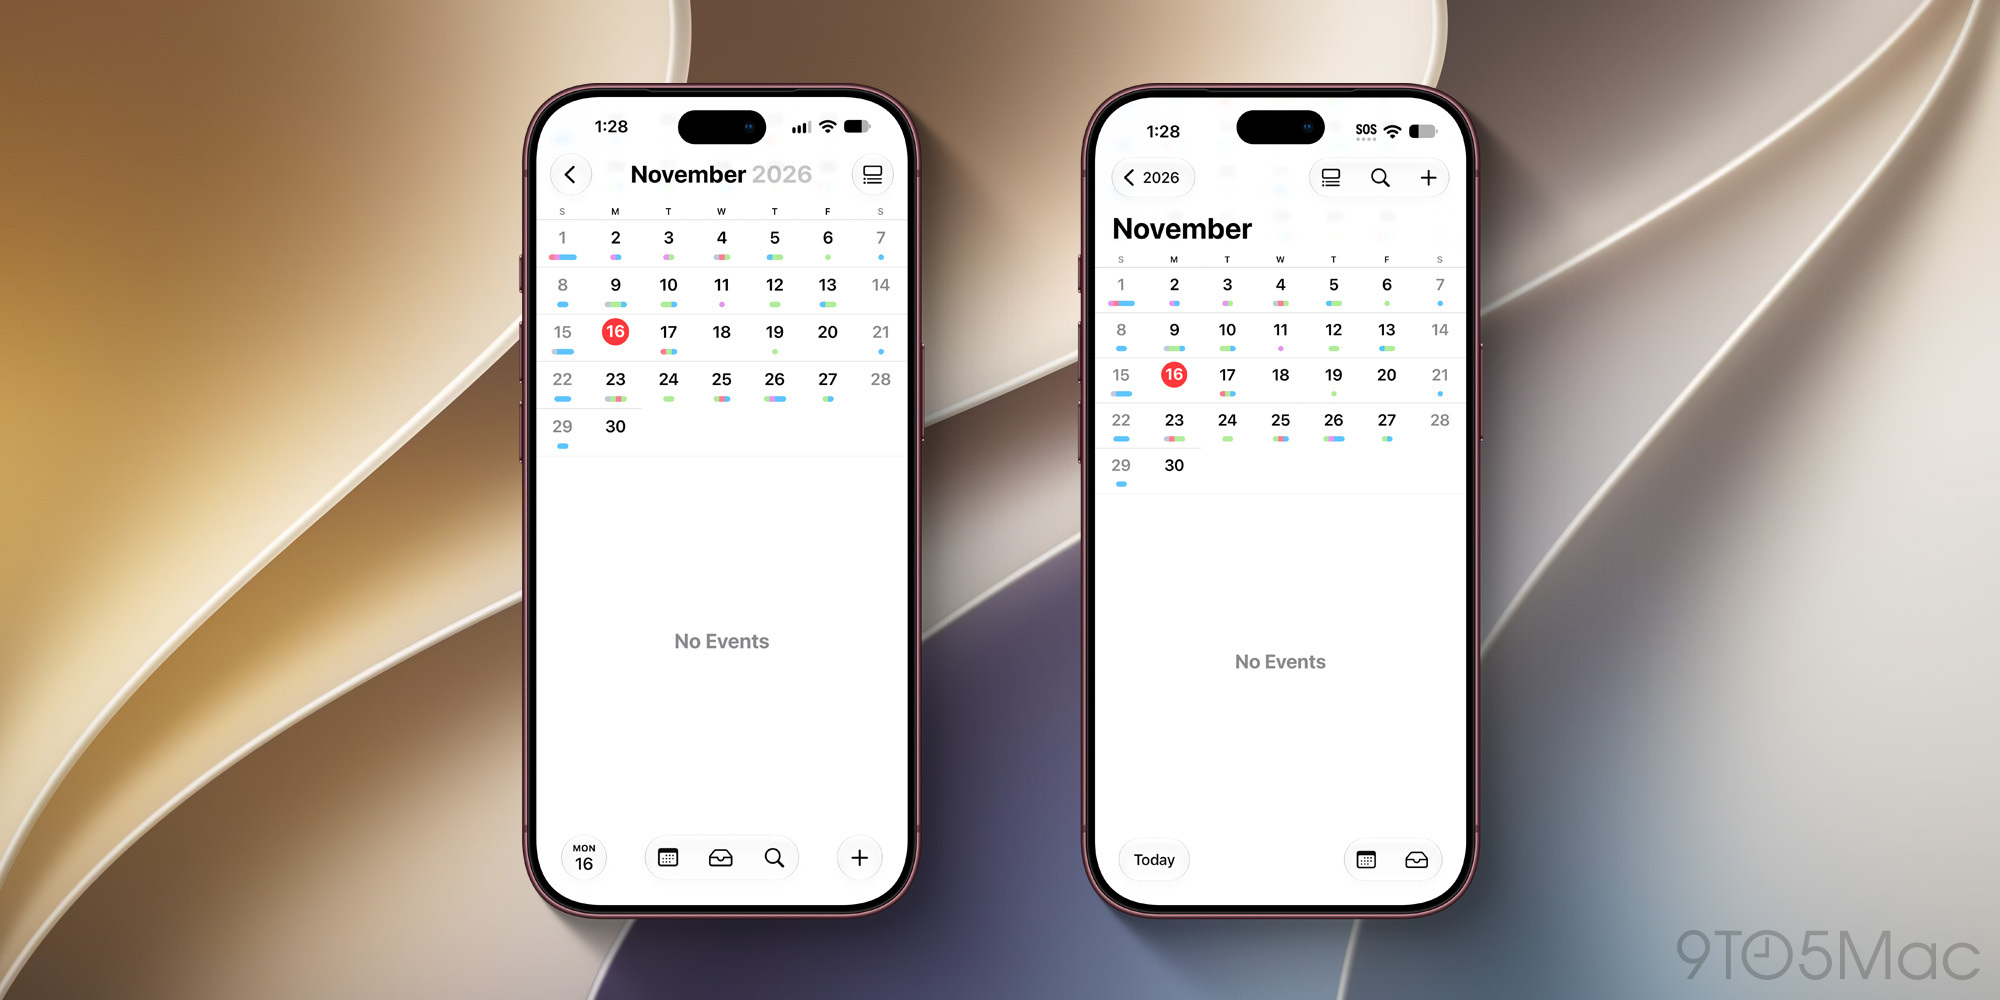 1:28
November 2026
S M T W T F S
1 2 3 4 5 6 7
8 9 10 11 12 13 14
15 16 17 18 19 20 21
22 23 24 25 26 27 28
29 30
No Events
MON
16
1:28 SOS
2026
November
S M T W T F S
1 2 3 4 5 6 7
8 9 10 11 12 13 14
15 16 17 18 19 20 21
22 23 24 25 26 27 28
29 30
No Events
Today
9TO5Mac